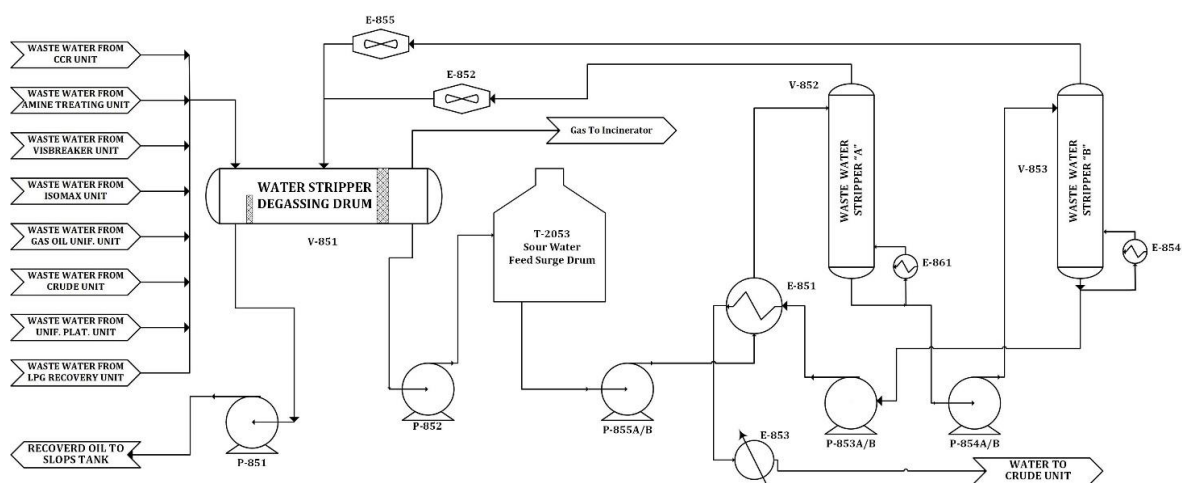 E-855
WASTE WATER FROM
CCR UNIT
E-852
V-852
WASTE WATER FROM
AMINE TREATING UNIT
Gas To Incinerator
WASTE WATER FROM
VISBREAKER UNIT
WASTE WATER
STRIPPER "A"
WASTE WATER
STRIPPER "B"
V-853
WASTE WATER FROM
ISOMAX UNIT
WATER STRIPPER
DEGASSING DRUM
V-851
T-2053
Sour Water
Feed Surge Drum
WASTE WATER FROM
GAS OIL UNIF. UNIT
E-861
E-854
WASTE WATER FROM
CRUDE UNIT
E-851
WASTE WATER FROM
UNIF. PLAT. UNIT
WASTE WATER FROM
LPG RECOVERY UNIT
P-852
P-855A/B
P-853A/B
P-854A/B
E-853
RECOVERD OIL TO
SLOPS TANK
P-851
WATER TO
CRUDE UNIT